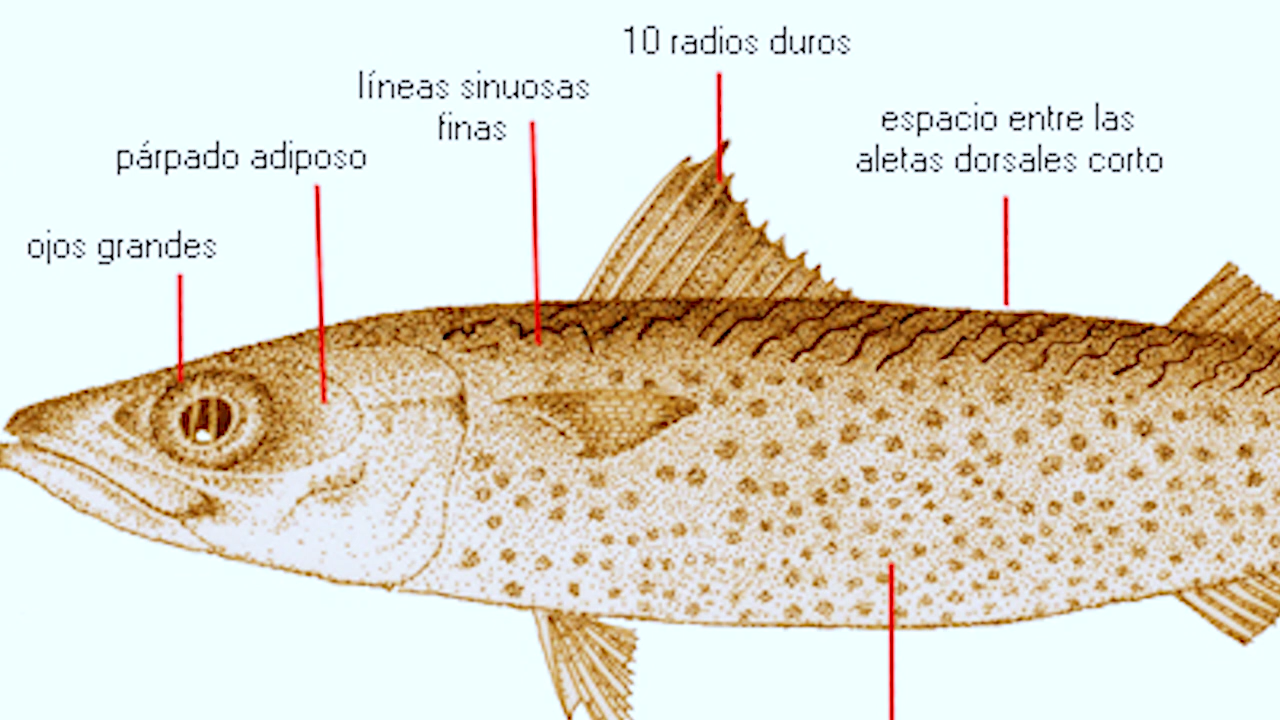 10 radios duros
líneas sinuosas
finas
espacio entre las
aletas dorsales corto
párpado adiposo
ojos grandes